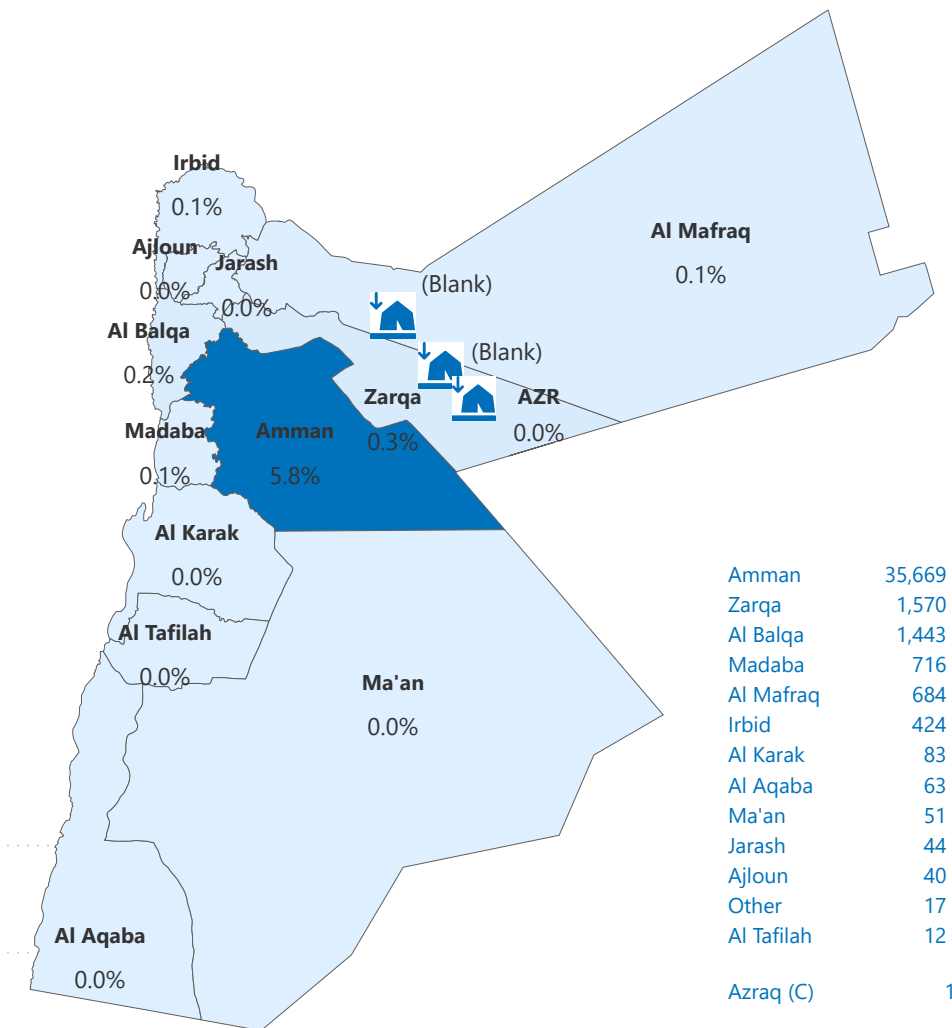 Irbid
0.1%
Ajloun
0.0%
Jarash
0.0%
Al Mafraq
0.1%
(Blank)
(Blank)
Al Balqa
0.2%
Zarqa
0.3%
AZR
0.0%
Madaba
0.1%
Amman
5.8%
Al Karak
0.0%
Al Tafilah
0.0%
Ma'an
0.0%
Al Aqaba
0.0%
Amman 35,669
Zarqa 1,570
Al Balqa 1,443
Madaba 716
Al Mafraq 684
Irbid 424
Al Karak 83
Al Aqaba 63
Ma'an 51
Jarash 44
Ajloun 40
Other 17
Al Tafilah 12
Azraq (C) 1